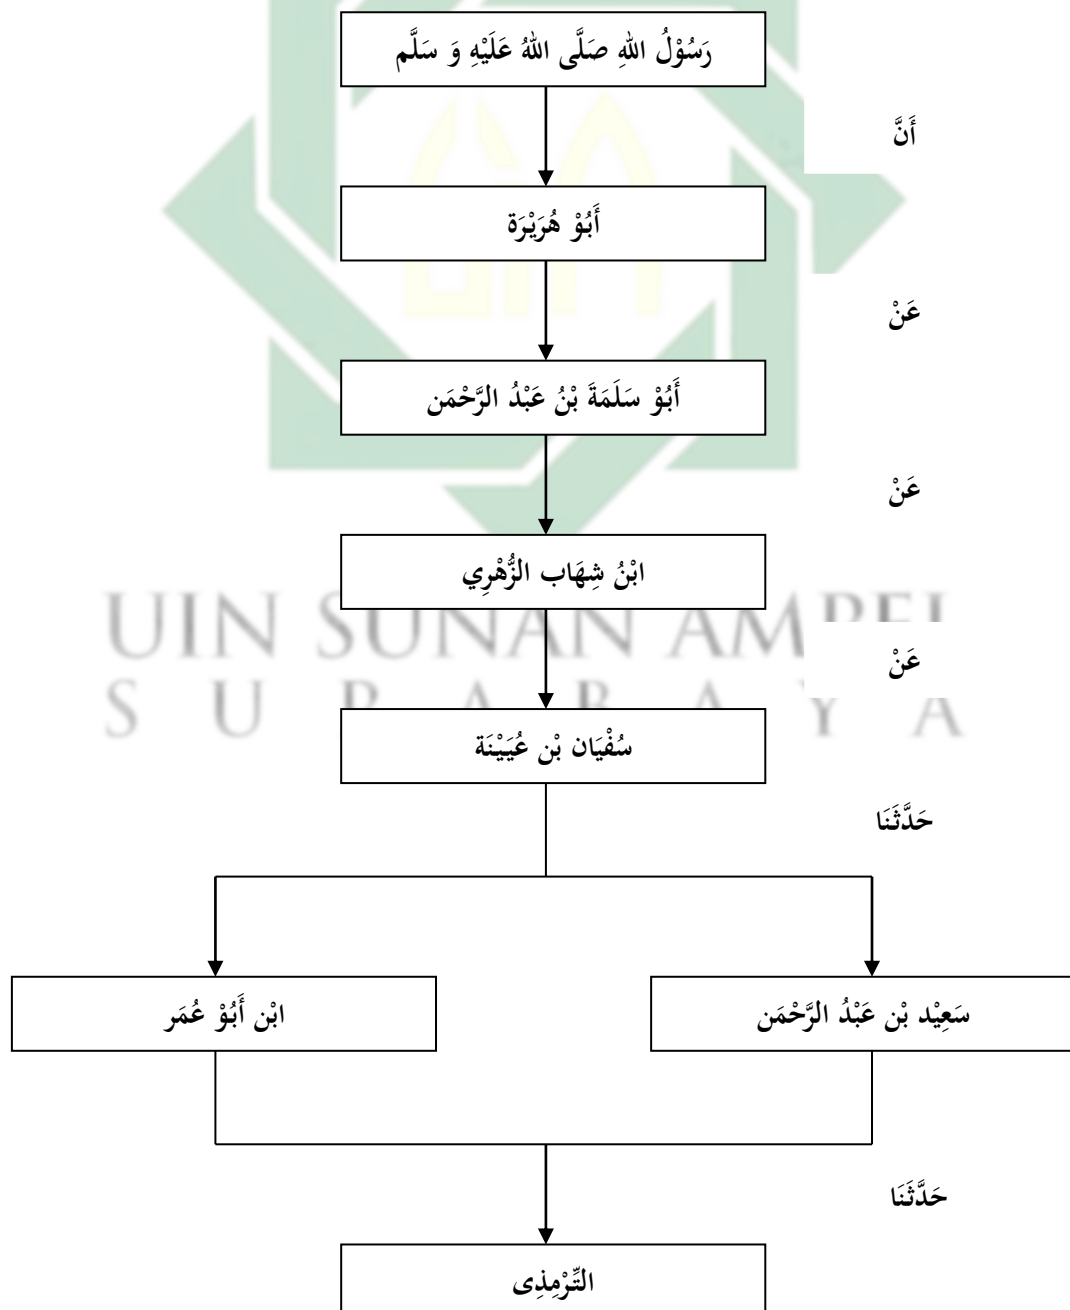 رَسُوْلُ اللهِ صَلَّى اللهُ عَلَيْهِ وَ سَلَّم
أَنَّ
أَبُوْ هُرَيْرَة
عَنْ
أَبُوْ سَلَمَةَ بْنُ عَبْدُ الرَّحْمَن
عَنْ
ابْنُ شِهَاب الزُّهْرِي
UIN SUNAN AMPEL
عَنْ
S U R A B A Y A
سُفْيَان بْن عُيَيْنَة
حَدَّثَنَا
سَعِيْد بْن عَبْدُ الرَّحْمَن
ابْن أَبُوْ عُمَر
حَدَّثَنَا
التِّرْمِذِى